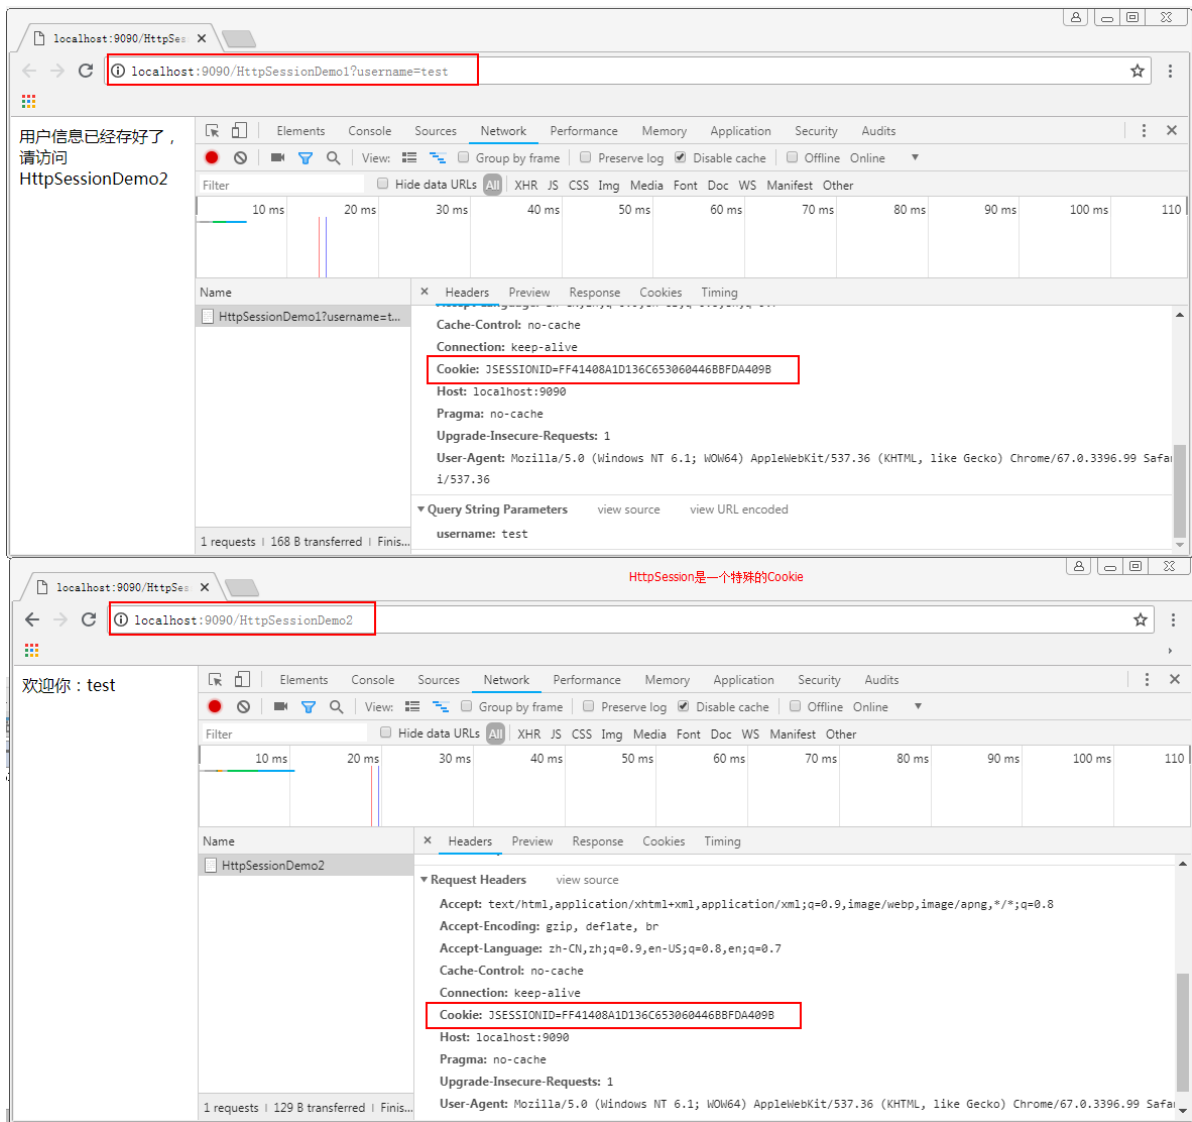 localhost:9090/HttpSes
localhost:9090/HttpSessionDemo1?username=test
用户信息已经存好了，
请访问
HttpSessionDemo2
Elements Console Sources Network Performance Memory Application Security Audits
View: Group by frame Preserve log Disable cache Offline Online
Filter Hide data URLs All XHR JS CSS Img Media Font Doc WS Manifest Other
10 ms 20 ms 30 ms 40 ms 50 ms 60 ms 70 ms 80 ms 90 ms 100 ms 110
Name Headers Preview Response Cookies Timing
HttpSessionDemo1?username=t...
Cache-Control: no-cache
Connection: keep-alive
Cookie: JSESSIONID=FF41408A1D136C653060446BBFDA409B
Host: localhost:9090
Pragma: no-cache
Upgrade-Insecure-Requests: 1
User-Agent: Mozilla/5.0 (Windows NT 6.1; WOW64) AppleWebKit/537.36 (KHTML, like Gecko) Chrome/67.0.3396.99 Safar
i/537.36
Query String Parameters view source view URL encoded
username: test
1 requests | 168 B transferred | Finis...
HttpSession是一个特殊的Cookie
localhost:9090/HttpSes
localhost:9090/HttpSessionDemo2
欢迎你：test
Elements Console Sources Network Performance Memory Application Security Audits
View: Group by frame Preserve log Disable cache Offline Online
Filter Hide data URLs All XHR JS CSS Img Media Font Doc WS Manifest Other
10 ms 20 ms 30 ms 40 ms 50 ms 60 ms 70 ms 80 ms 90 ms 100 ms 110
Name Headers Preview Response Cookies Timing
HttpSessionDemo2
Request Headers view source
Accept: text/html,application/xhtml+xml,application/xml;q=0.9,image/webp,image/apng,*/*;q=0.8
Accept-Encoding: gzip, deflate, br
Accept-Language: zh-CN,zh;q=0.9,en-US;q=0.8,en;q=0.7
Cache-Control: no-cache
Connection: keep-alive
Cookie: JSESSIONID=FF41408A1D136C653060446BBFDA409B
Host: localhost:9090
Pragma: no-cache
Upgrade-Insecure-Requests: 1
User-Agent: Mozilla/5.0 (Windows NT 6.1; WOW64) AppleWebKit/537.36 (KHTML, like Gecko) Chrome/67.0.3396.99 Safar
1 requests | 129 B transferred | Finis...